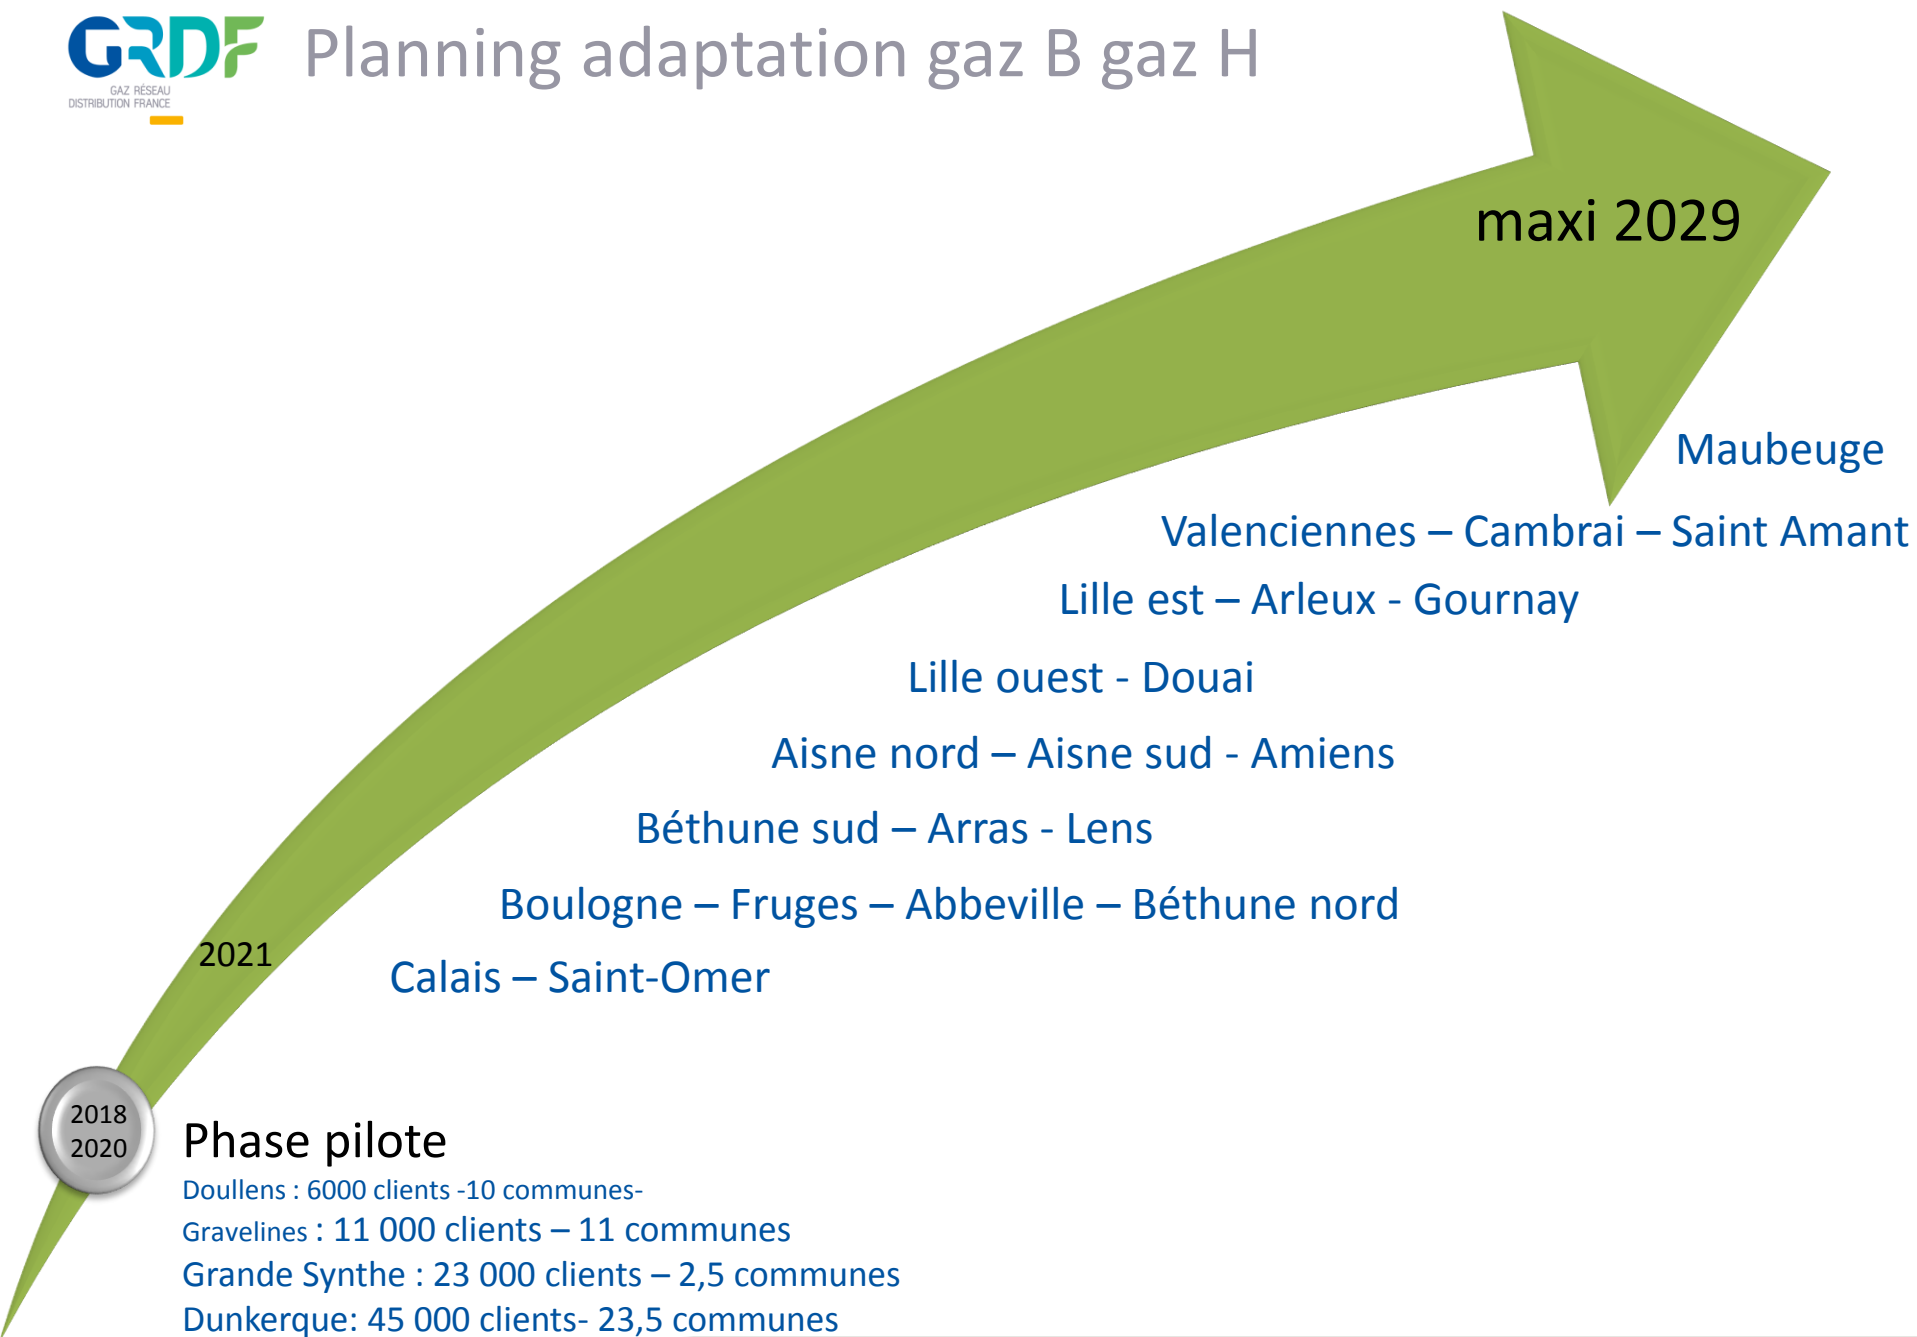 GRDF
GAZ RÉSEAU
DISTRIBUTION FRANCE
Planning adaptation gaz B gaz H
maxi 2029
Maubeuge
Valenciennes – Cambrai – Saint Amant
Lille est – Arleux - Gournay
Lille ouest - Douai
Aisne nord – Aisne sud - Amiens
Béthune sud – Arras - Lens
Boulogne – Fruges – Abbeville – Béthune nord
2021
Calais – Saint-Omer
2018
2020
Phase pilote
Doullens : 6000 clients -10 communes-
Gravelines : 11 000 clients – 11 communes
Grande Synthe : 23 000 clients – 2,5 communes
Dunkerque: 45 000 clients- 23,5 communes